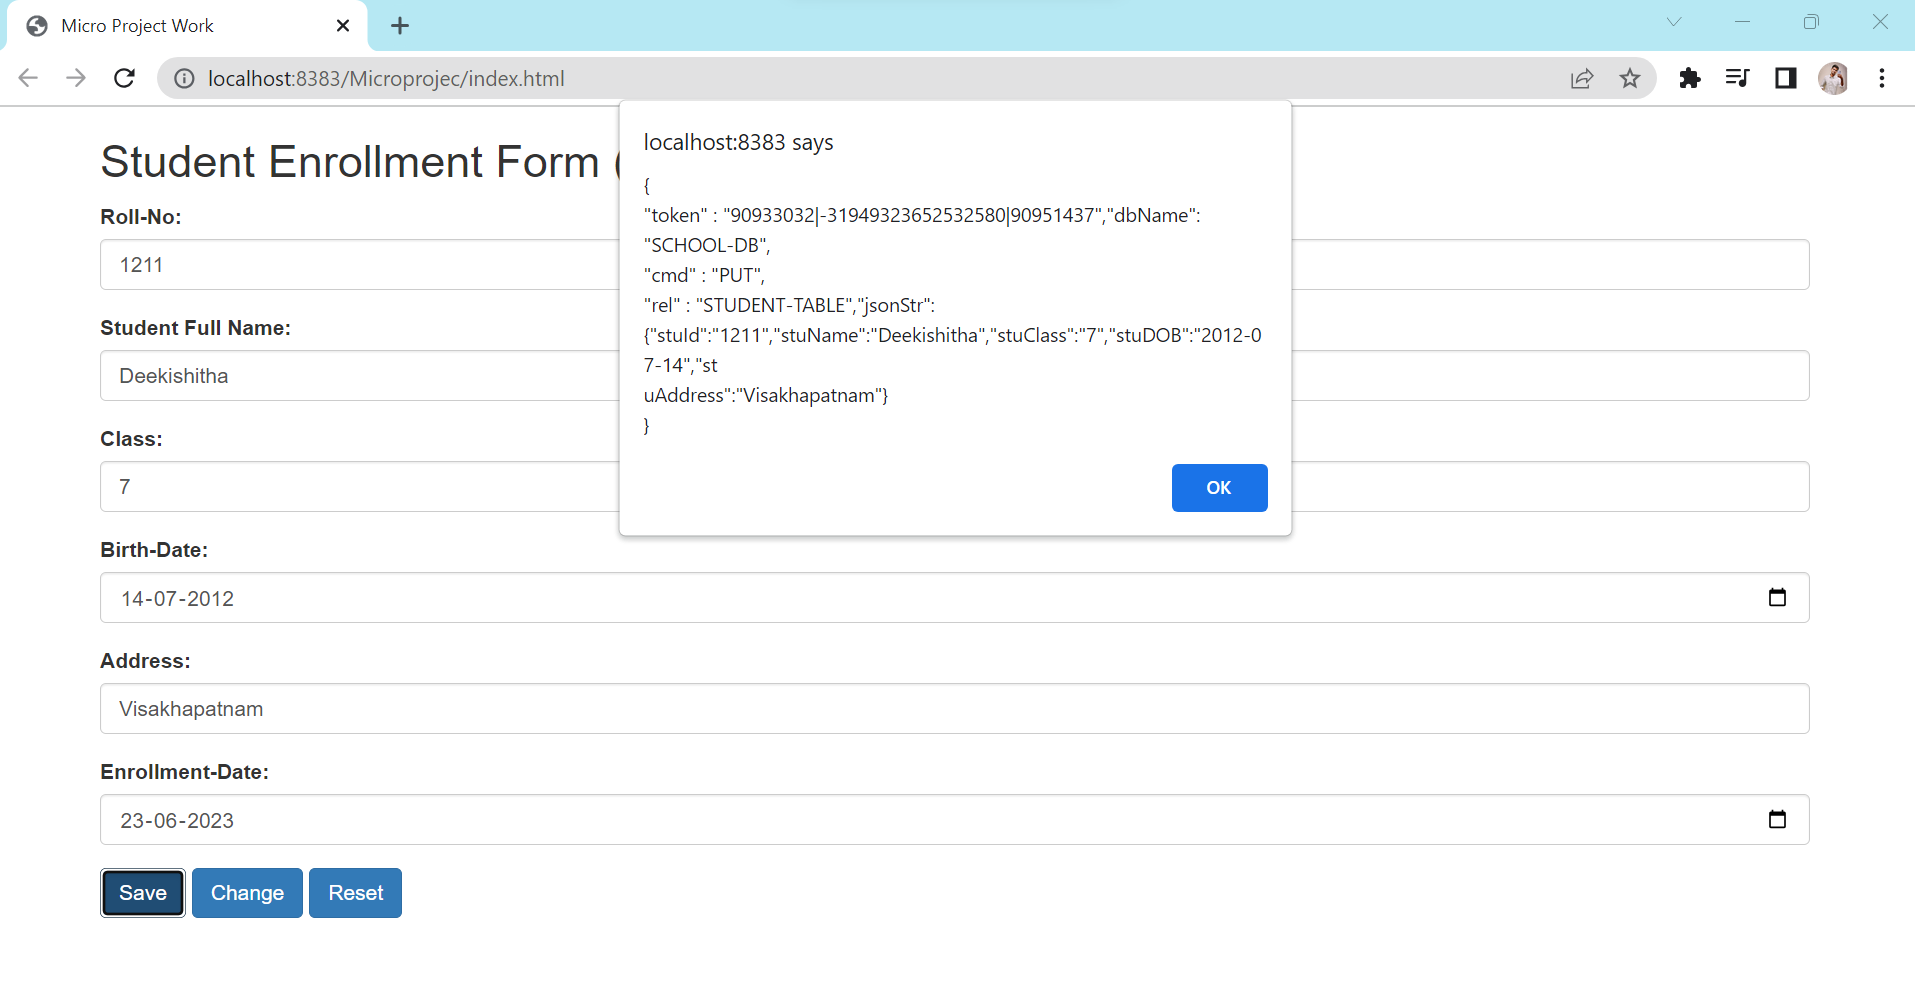 Micro Project Work
localhost:8383/Microprojec/index.html
localhost:8383 says
{
"token" : "90933032|-31949323652532580|90951437","dbName":
"SCHOOL-DB",
"cmd" : "PUT",
"rel" : "STUDENT-TABLE","jsonStr":
{"stuId":"1211","stuName":"Deekishitha","stuClass":"7","stuDOB":"2012-0
7-14","st
uAddress":"Visakhapatnam"}
}
OK
Student Enrollment Form (
Roll-No:
1211
Student Full Name:
Deekishitha
Class:
7
Birth-Date:
14-07-2012
Address:
Visakhapatnam
Enrollment-Date:
23-06-2023
Save Change Reset